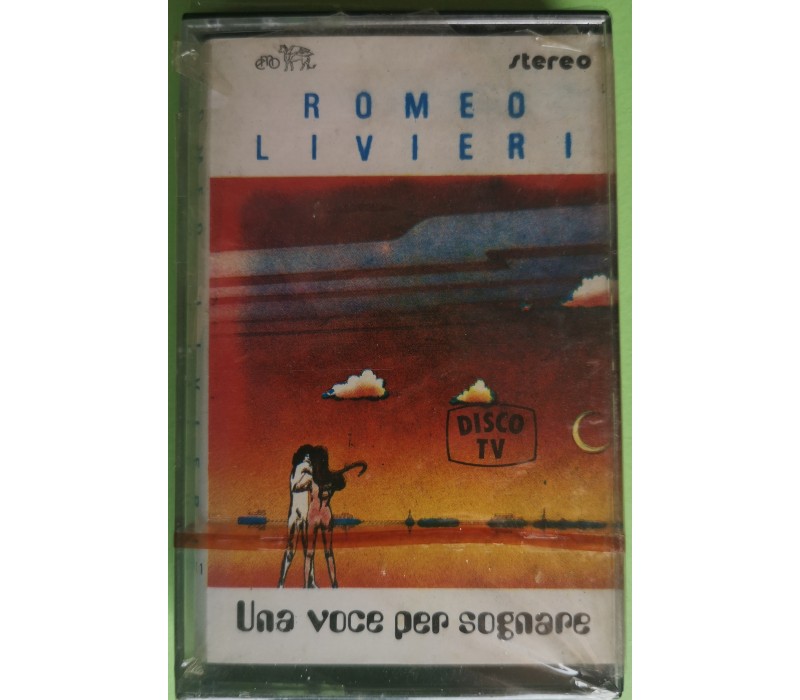 stereo
ROMEO
LIVIERI
DISCO
TV
Una voce per sognare